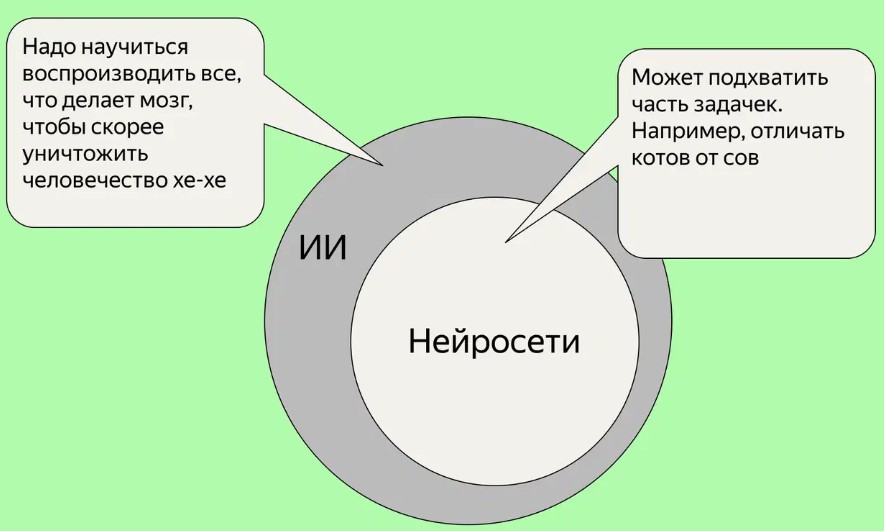 Надо научиться
воспроизводить все,
что делает мозг,
чтобы скорее
уничтожить
человечество хе-хе
Может подхватить
часть задачек.
Например, отличать
котов от сов
ИИ
Нейросети